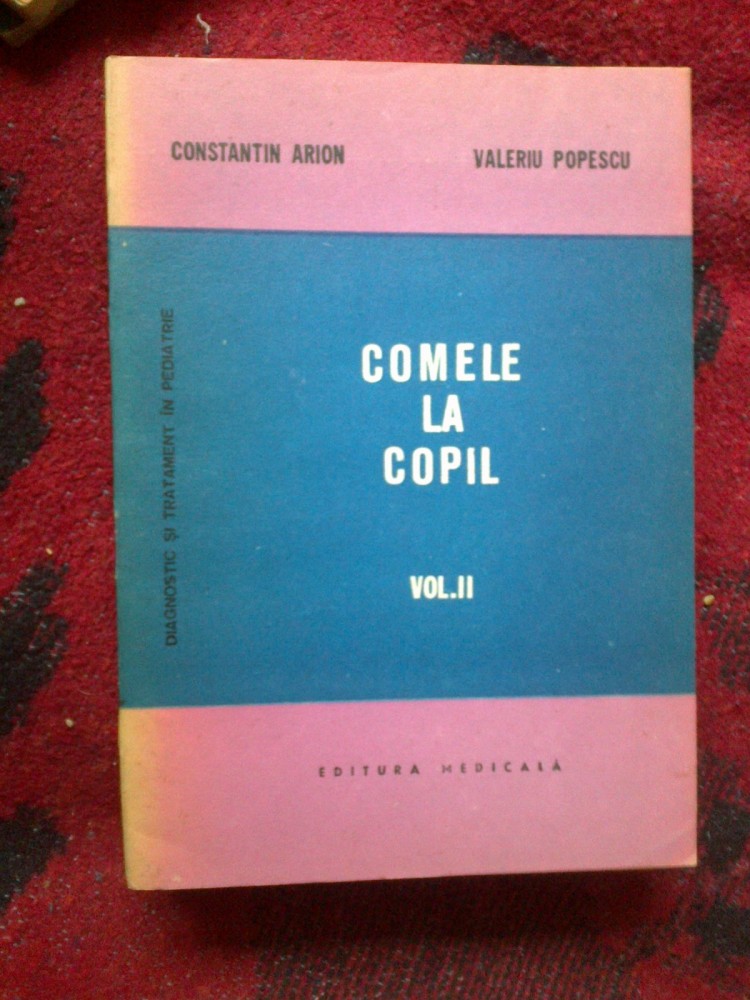 CONSTANTIN ARION
VALERIU POPESCU
DIAGNOSTIC ȘI TRATAMENT ÎN PEDIATRIE
COMELE
LA
COPIL
VOL.II
EDITURA MEDICALĂ